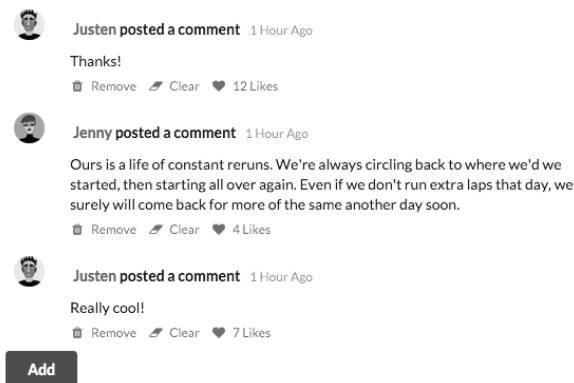 Justen posted a comment 1 Hour Ago
Thanks!
Remove Clear 12 Likes
Jenny posted a comment 1 Hour Ago
Ours is a life of constant reruns. We're always circling back to where we'd we
started, then starting all over again. Even if we don't run extra laps that day, we
surely will come back for more of the same another day soon.
Remove Clear 4 Likes
Justen posted a comment 1 Hour Ago
Really cool!
Remove Clear 7 Likes
Add